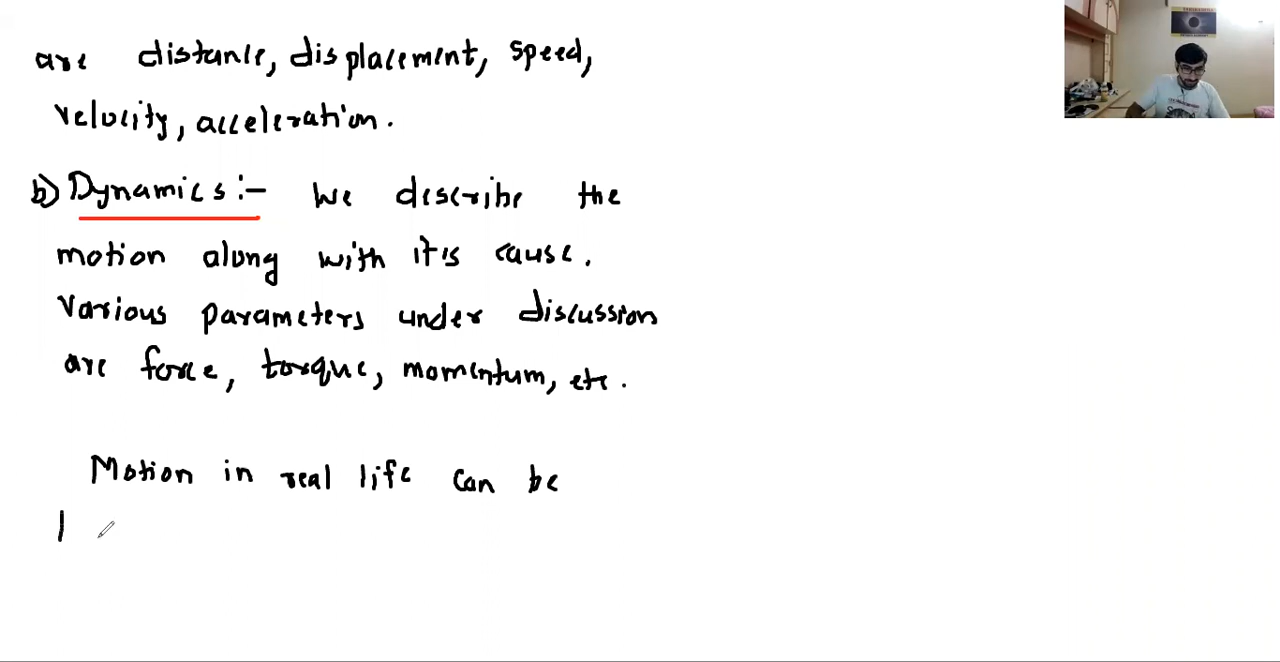 are distance, displacement, speed,
velocity, acceleration.
b) Dynamics :- We describe the
motion along with it's cause.
Various parameters under discussion
are force, torque, momentum, etc.
Motion in real life can be